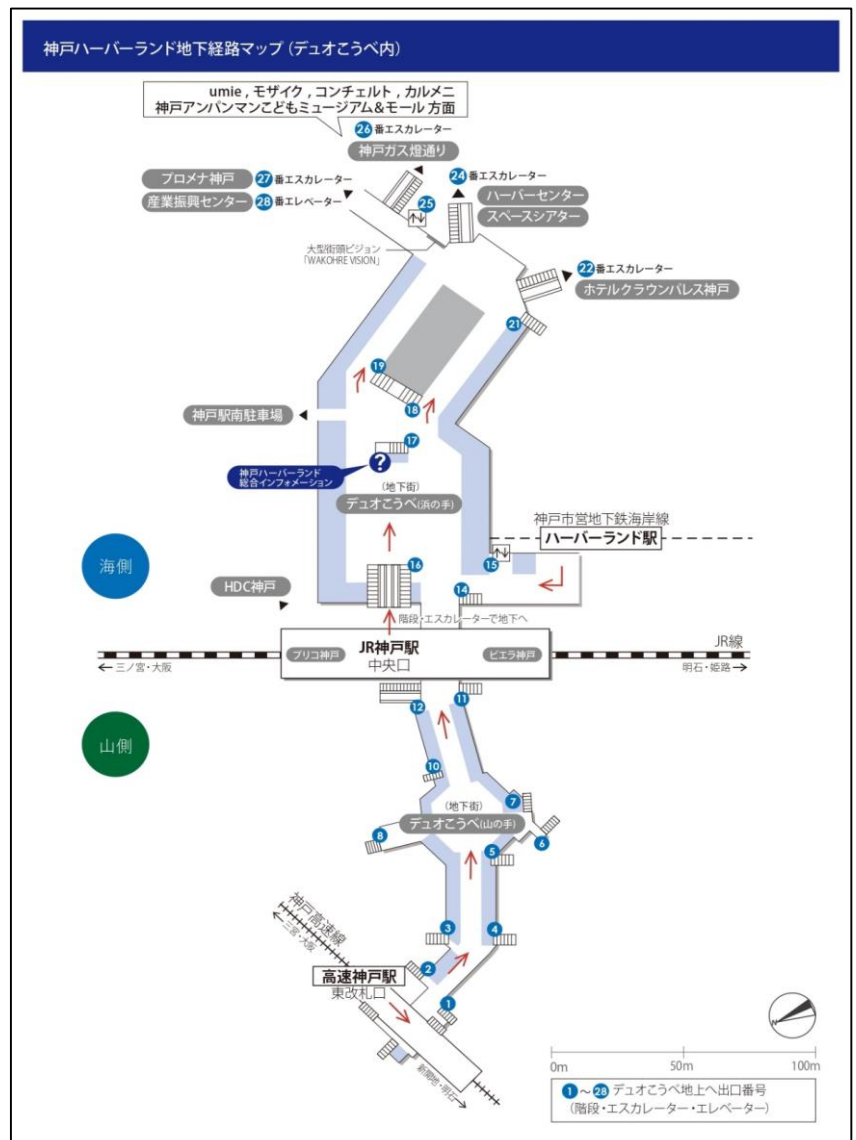 神戸ハーバーランド地下経路マップ（デュオこうべ内）
umie , モザイク , コンチェルト , カルメニ
神戸アンパンマンこどもミュージアム&モール 方面
26 番エスカレーター
神戸ガス燈通り
プロメナ神戸 27 番エスカレーター
産業振興センター 28 番エレベーター
24 番エスカレーター
ハーバーセンター
スペースシアター
25
大型街頭ビジョン
「WAKOHRE VISION」
22 番エスカレーター
ホテルクラウンパレス神戸
21
19
18
神戸駅南駐車場
17
?
神戸ハーバーランド
総合インフォメーション
（地下街）
デュオこうべ(浜の手)
神戸市営地下鉄海岸線
ハーバーランド駅
海側
16
15
HDC神戸
14
階段・エスカレーターで地下へ
JR神戸駅
中央口
プリコ神戸
ビエラ神戸
JR線
←三ノ宮・大阪
明石・姫路→
12
11
山側
10
7
（地下街）
デュオこうべ(山の手)
8
6
5
神戸高速線
←三宮・大阪
3
4
2
高速神戸駅
東改札口
1
新開地・明石→
N
0m 50m 100m
1～28 デュオこうべ地上へ出口番号
（階段・エスカレーター・エレベーター）